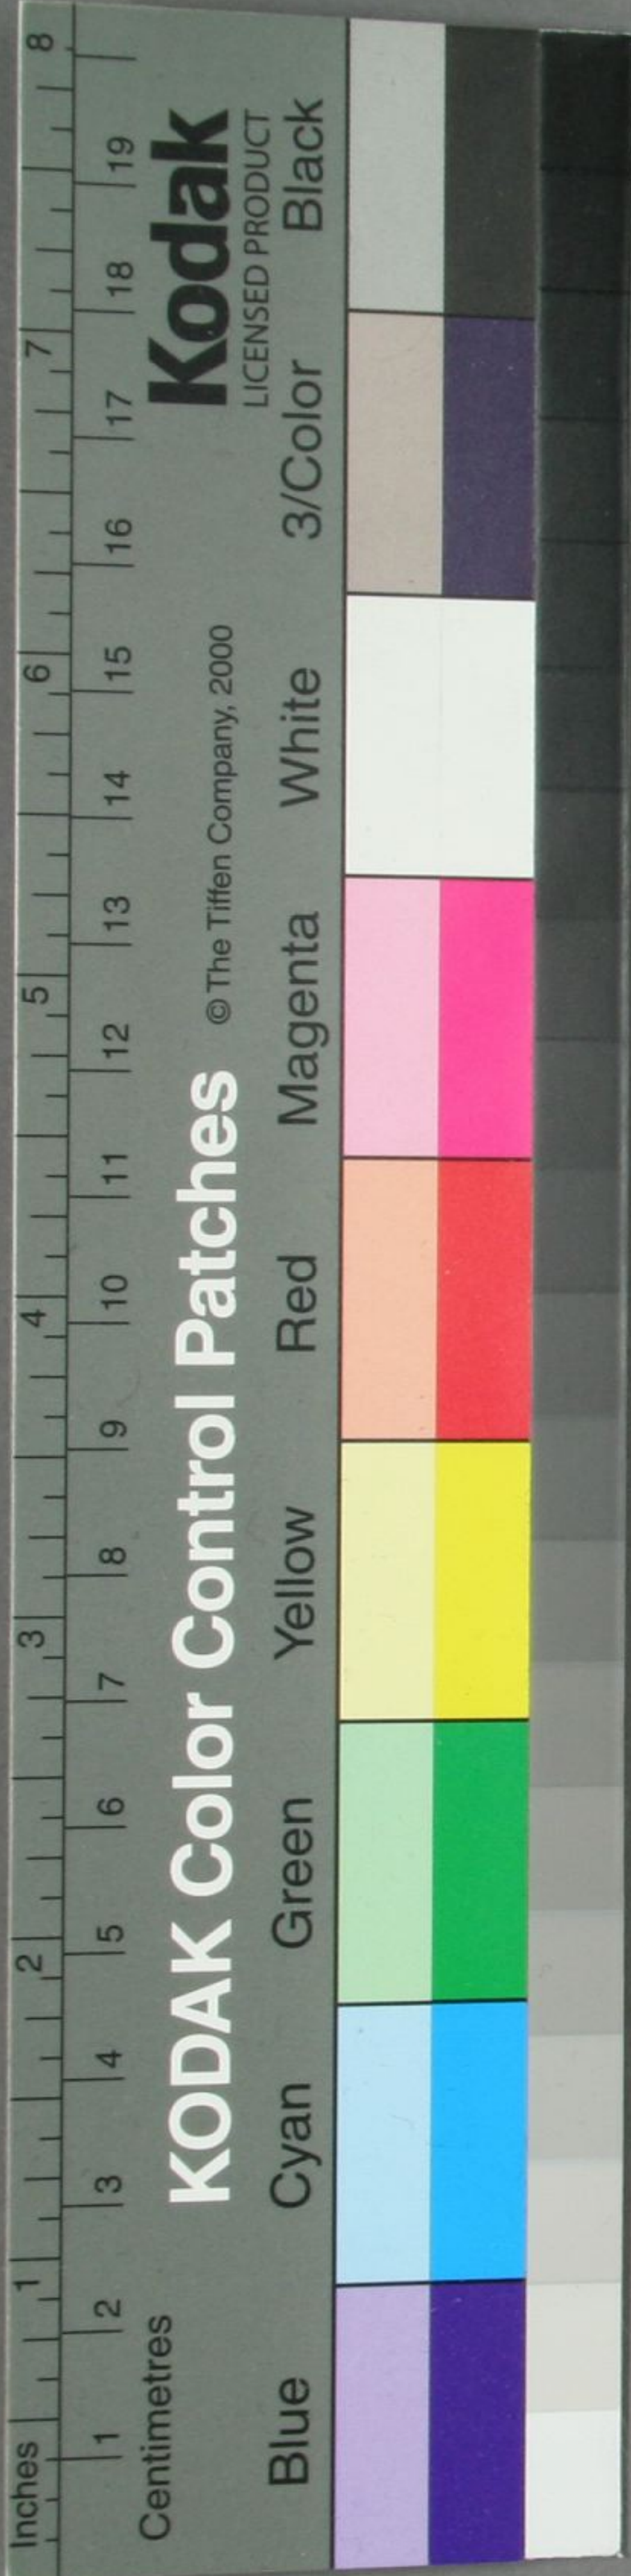 Inches 1 2 3 4 5 6 7 8
Centimetres 1 2 3 4 5 6 7 8 9 10 11 12 13 14 15 16 17 18 19
KODAK Color Control Patches © The Tiffen Company, 2000 Kodak
LICENSED PRODUCT
Blue Cyan Green Yellow Red Magenta White 3/Color Black